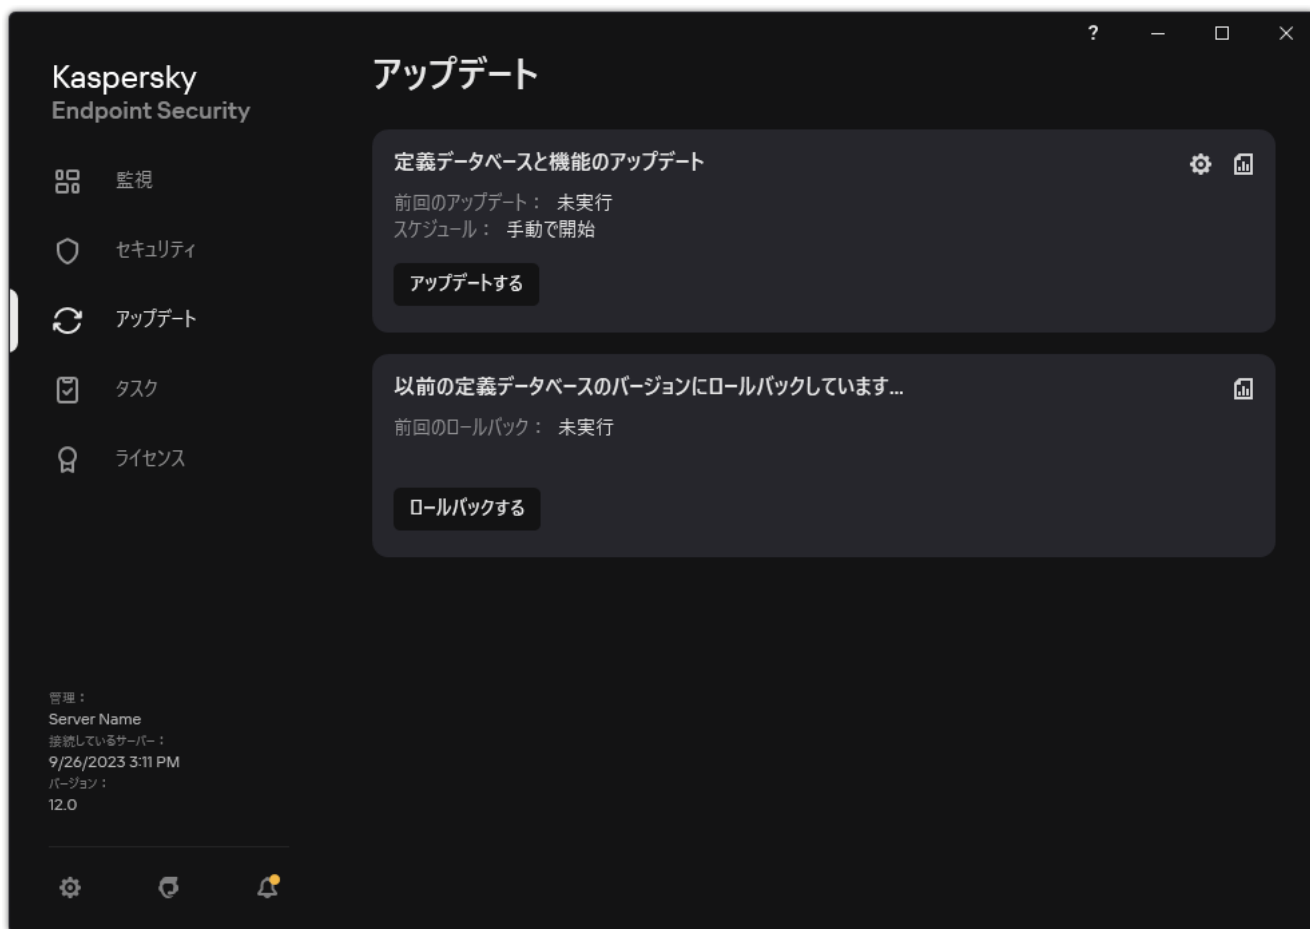 ?
Kaspersky
Endpoint Security
監視
セキュリティ
アップデート
タスク
ライセンス
管理：
Server Name
接続しているサーバー：
9/26/2023 3:11 PM
バージョン：
12.0
アップデート
定義データベースと機能のアップデート
前回のアップデート： 未実行
スケジュール： 手動で開始
アップデートする
以前の定義データベースのバージョンにロールバックしています...
前回のロールバック： 未実行
ロールバックする